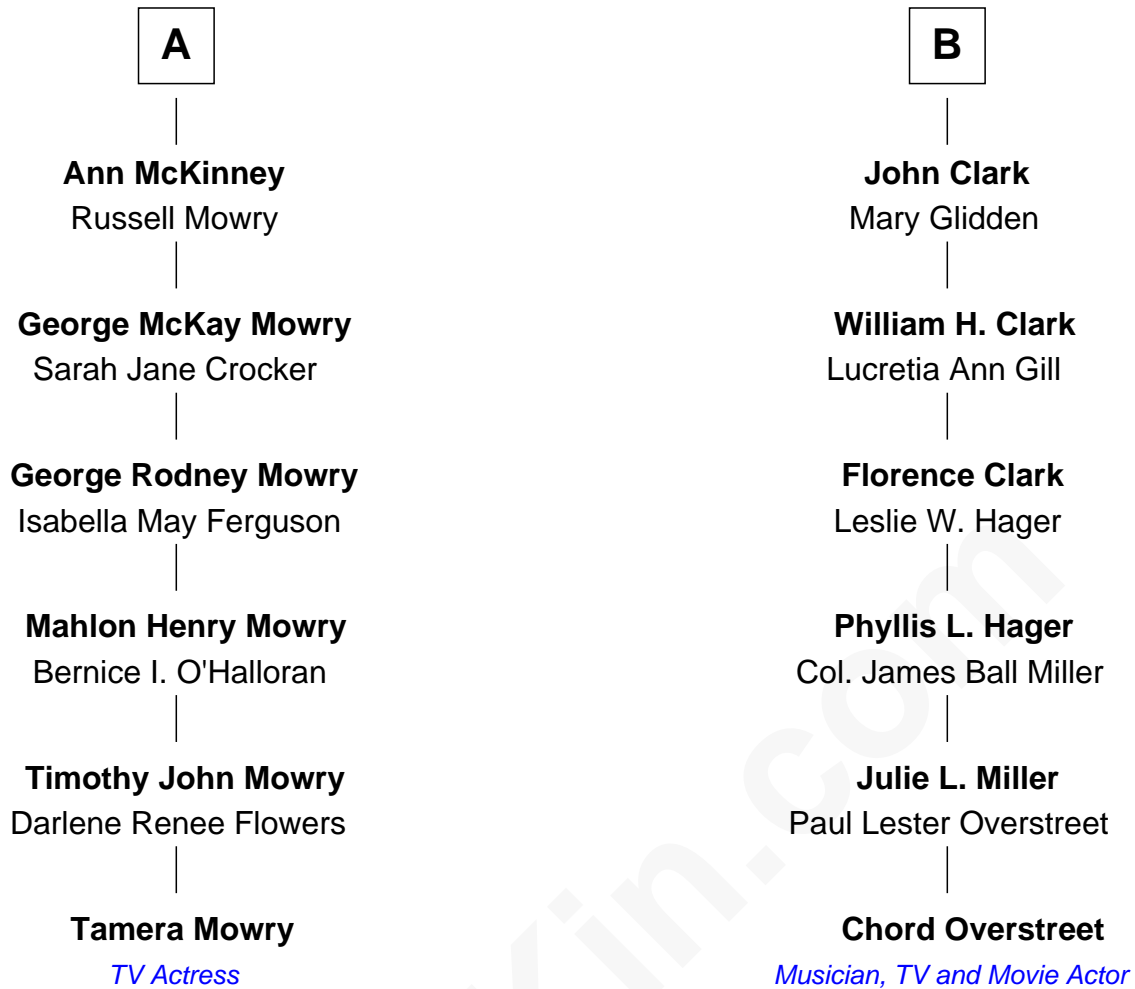 A
Ann McKinney
Russell Mowry
George McKay Mowry
Sarah Jane Crocker
George Rodney Mowry
Isabella May Ferguson
Mahlon Henry Mowry
Bernice I. O'Halloran
Timothy John Mowry
Darlene Renee Flowers
Tamera Mowry
TV Actress
B
John Clark
Mary Glidden
William H. Clark
Lucretia Ann Gill
Florence Clark
Leslie W. Hager
Phyllis L. Hager
Col. James Ball Miller
Julie L. Miller
Paul Lester Overstreet
Chord Overstreet
Musician, TV and Movie Actor
Kin.com